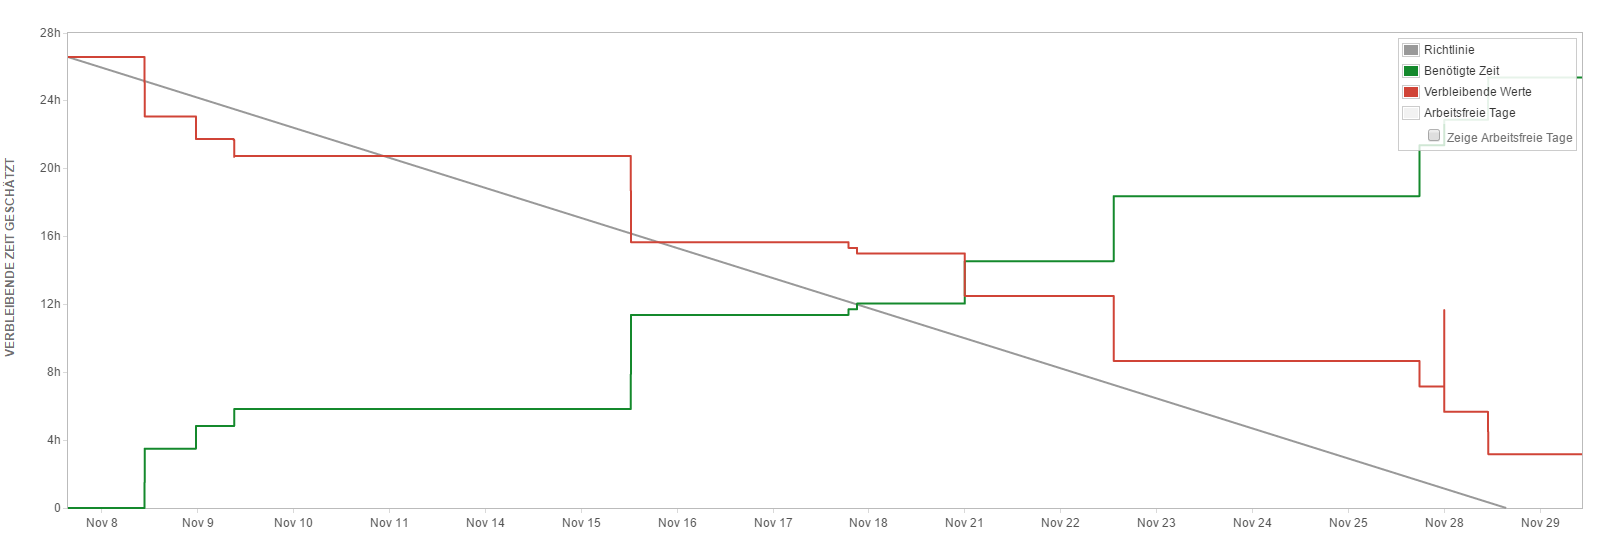 28h
24h
20h
16h
12h
8h
4h
0
VERBLEIBENDE ZEIT GESCHÄTZT
Richtlinie
Benötigte Zeit
Verbleibende Werte
Arbeitsfreie Tage
Zeige Arbeitsfreie Tage
Nov 8 Nov 9 Nov 10 Nov 11 Nov 14 Nov 15 Nov 16 Nov 17 Nov 18 Nov 21 Nov 22 Nov 23 Nov 24 Nov 25 Nov 28 Nov 29